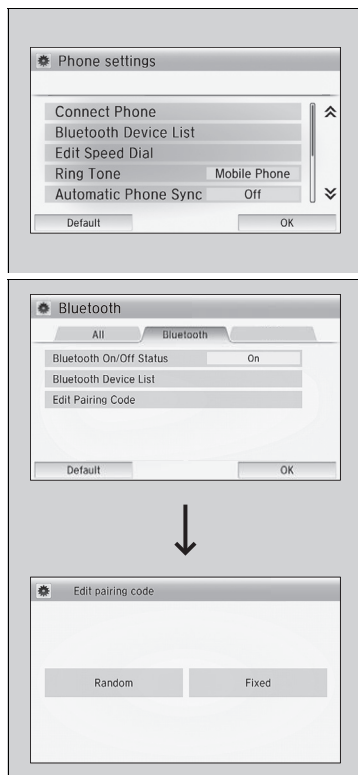 Phone settings
Connect Phone
Bluetooth Device List
Edit Speed Dial
Ring Tone Mobile Phone
Automatic Phone Sync Off
Default OK
Bluetooth
All Bluetooth
Bluetooth On/Off Status On
Bluetooth Device List
Edit Pairing Code
Default OK
Edit pairing code
Random Fixed